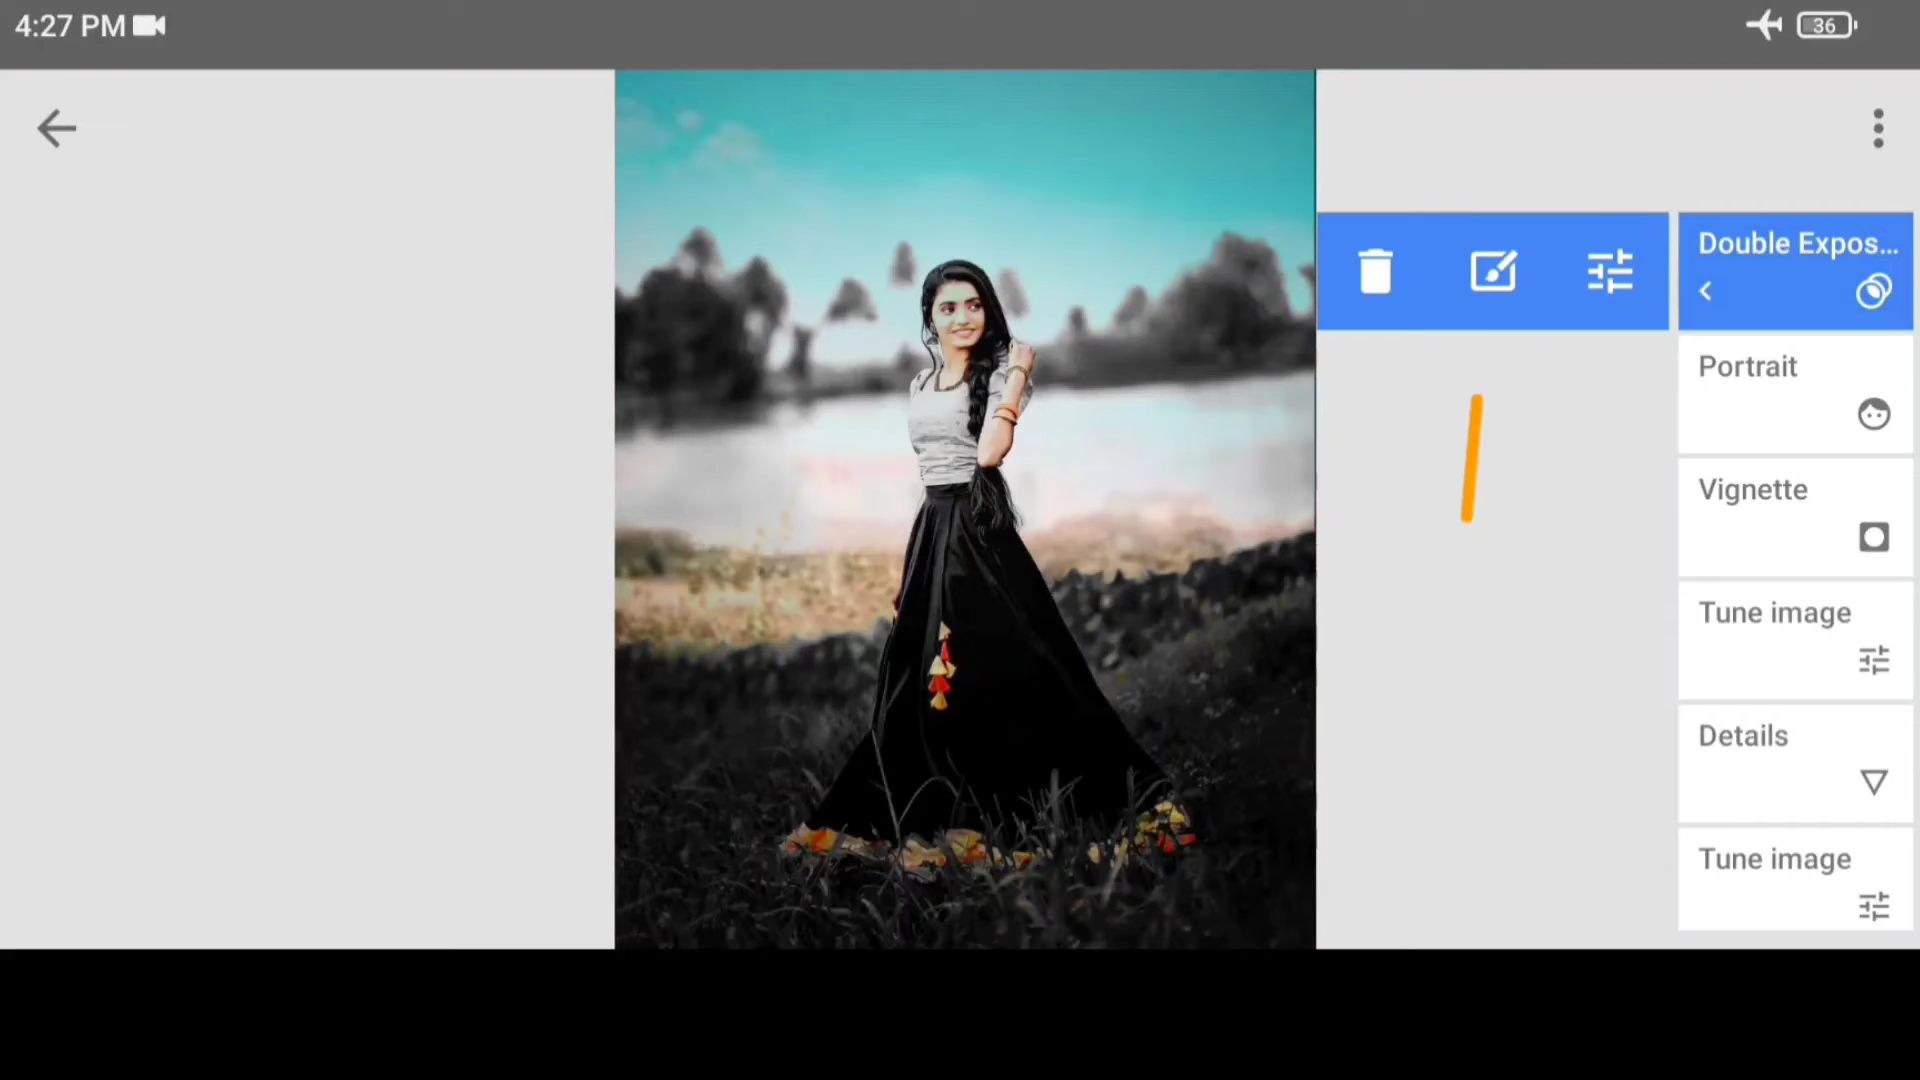 4:27 PM
36
Double Expos...
Portrait
Vignette
Tune image
Details
Tune image